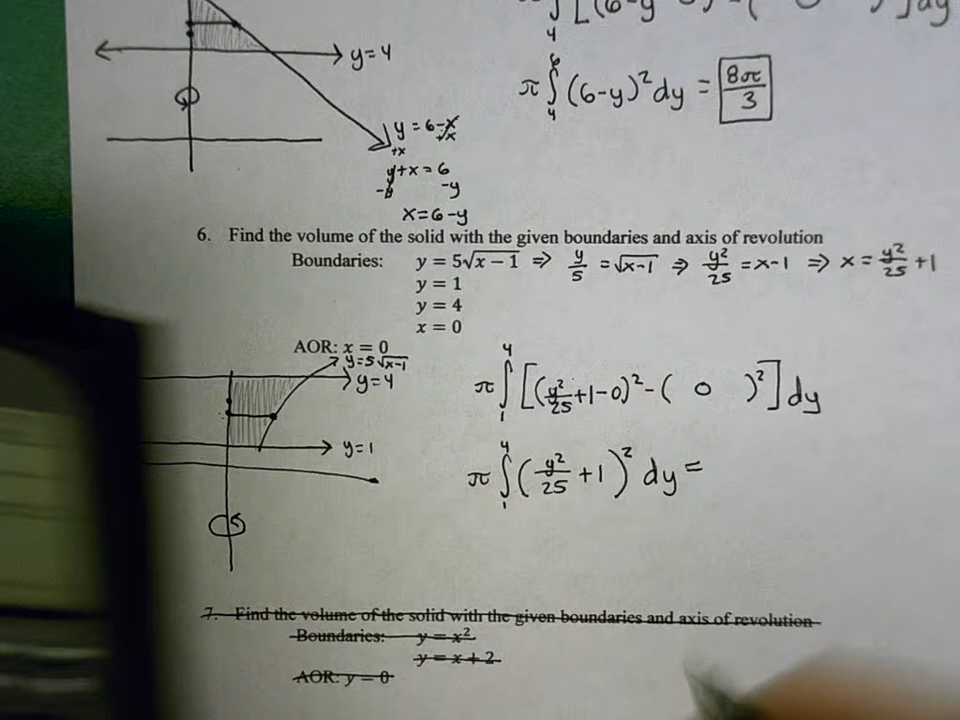 4
y = 4
π ∫₄⁶ (6-y)² dy = 8π/3
y = 6-x
+x +x
y+x = 6
-y -y
x = 6-y
6. Find the volume of the solid with the given boundaries and axis of revolution
Boundaries: y = 5√x − 1 ⇒ y/5 = √x-1 ⇒ y²/25 = x-1 ⇒ x = y²/25 + 1
y = 1
y = 4
x = 0
AOR: x = 0
y=5√x-1
y=4
π ∫₁⁴ [(y²/25 +1-0)² - ( 0 )²] dy
y=1
π ∫₁⁴ (y²/25 + 1)² dy =
7. Find the volume of the solid with the given boundaries and axis of revolution
Boundaries: y = x²
y = x + 2
AOR: y = 0